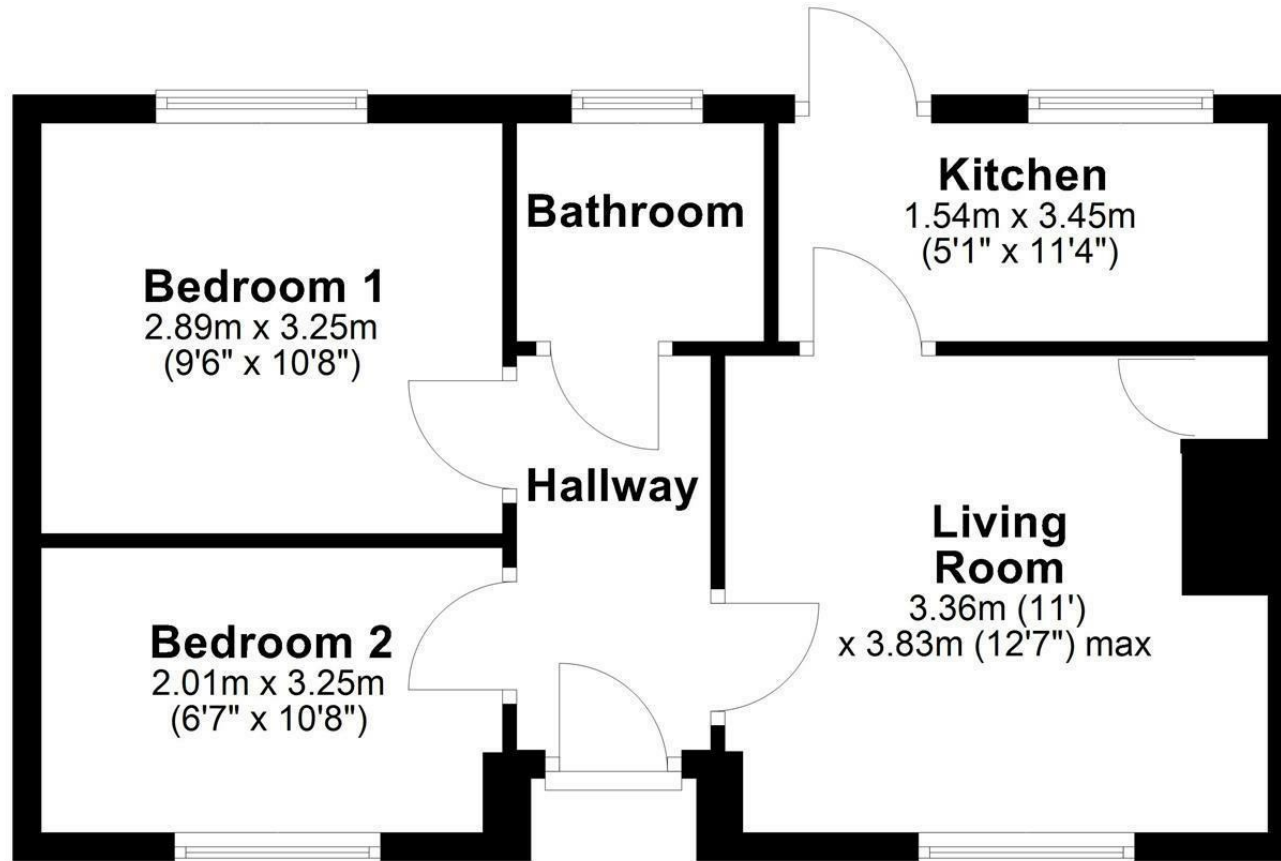 Bedroom 1
2.89m x 3.25m
(9'6" x 10'8")
Bathroom
Kitchen
1.54m x 3.45m
(5'1" x 11'4")
Hallway
Living
Room
3.36m (11')
x 3.83m (12'7") max
Bedroom 2
2.01m x 3.25m
(6'7" x 10'8")